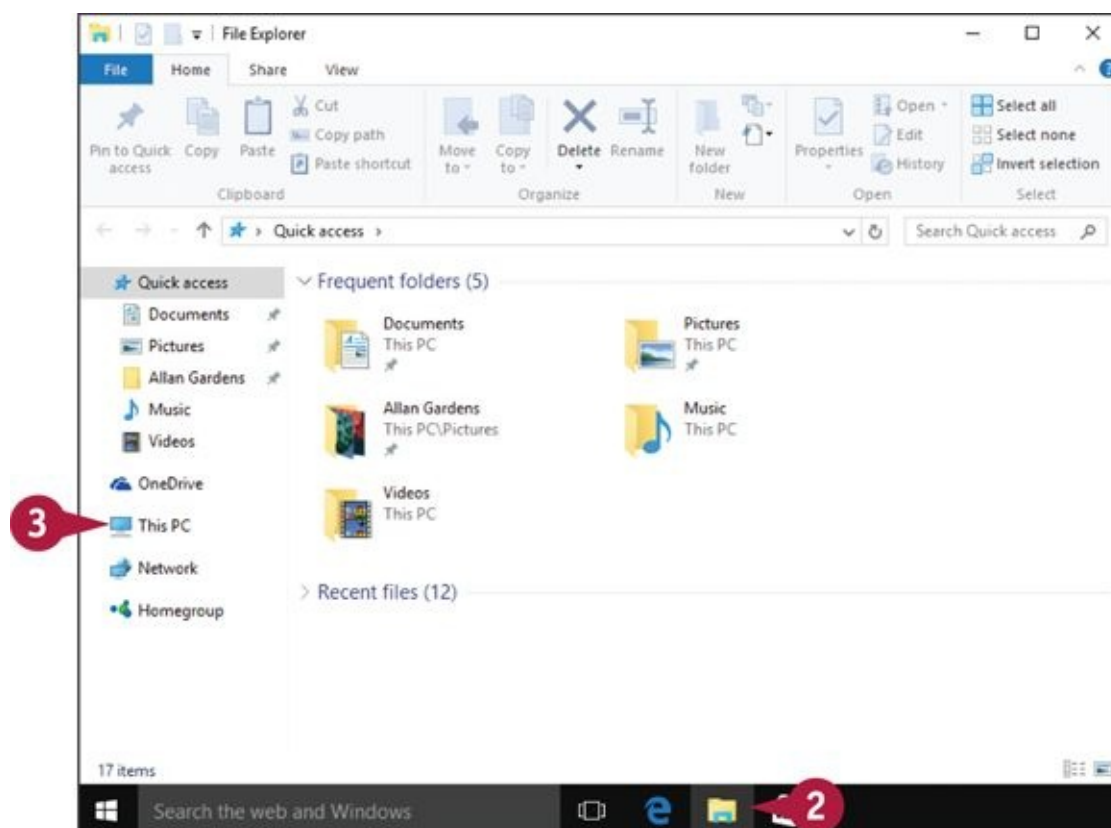 File Explorer
File Home Share View
Pin to Quick access
Copy
Paste
Cut
Copy path
Paste shortcut
Clipboard
Move to
Copy to
Delete
Rename
Organize
New folder
New
Properties
Open
Edit
History
Open
Select all
Select none
Invert selection
Select
Quick access
Search Quick access
Quick access
Documents
Pictures
Allan Gardens
Music
Videos
OneDrive
3
This PC
Network
Homegroup
Frequent folders (5)
Documents
This PC
Pictures
This PC
Allan Gardens
This PC\Pictures
Music
This PC
Videos
This PC
Recent files (12)
17 items
Search the web and Windows
2